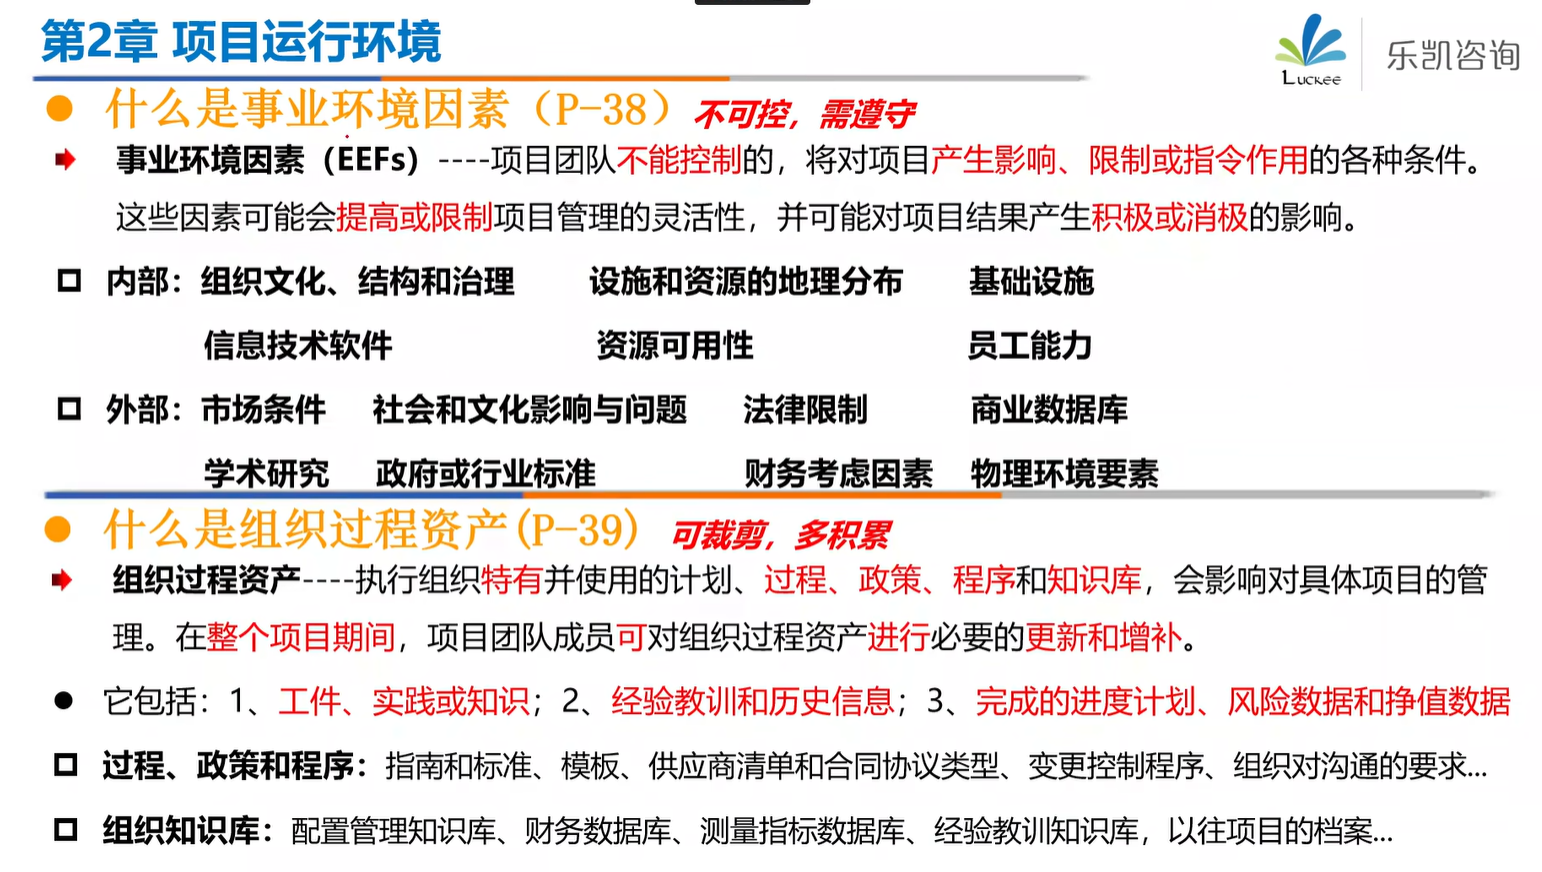 第2章 项目运行环境
LUCKEE 乐凯咨询
什么是事业环境因素（P-38）不可控，需遵守
事业环境因素（EEFs）----项目团队不能控制的，将对项目产生影响、限制或指令作用的各种条件。
这些因素可能会提高或限制项目管理的灵活性，并可能对项目结果产生积极或消极的影响。
内部：组织文化、结构和治理 设施和资源的地理分布 基础设施
信息技术软件 资源可用性 员工能力
外部：市场条件 社会和文化影响与问题 法律限制 商业数据库
学术研究 政府或行业标准 财务考虑因素 物理环境要素
什么是组织过程资产(P-39) 可裁剪，多积累
组织过程资产----执行组织特有并使用的计划、过程、政策、程序和知识库，会影响对具体项目的管
理。在整个项目期间，项目团队成员可对组织过程资产进行必要的更新和增补。
它包括：1、工件、实践或知识；2、经验教训和历史信息；3、完成的进度计划、风险数据和挣值数据
过程、政策和程序：指南和标准、模板、供应商清单和合同协议类型、变更控制程序、组织对沟通的要求...
组织知识库：配置管理知识库、财务数据库、测量指标数据库、经验教训知识库，以往项目的档案...